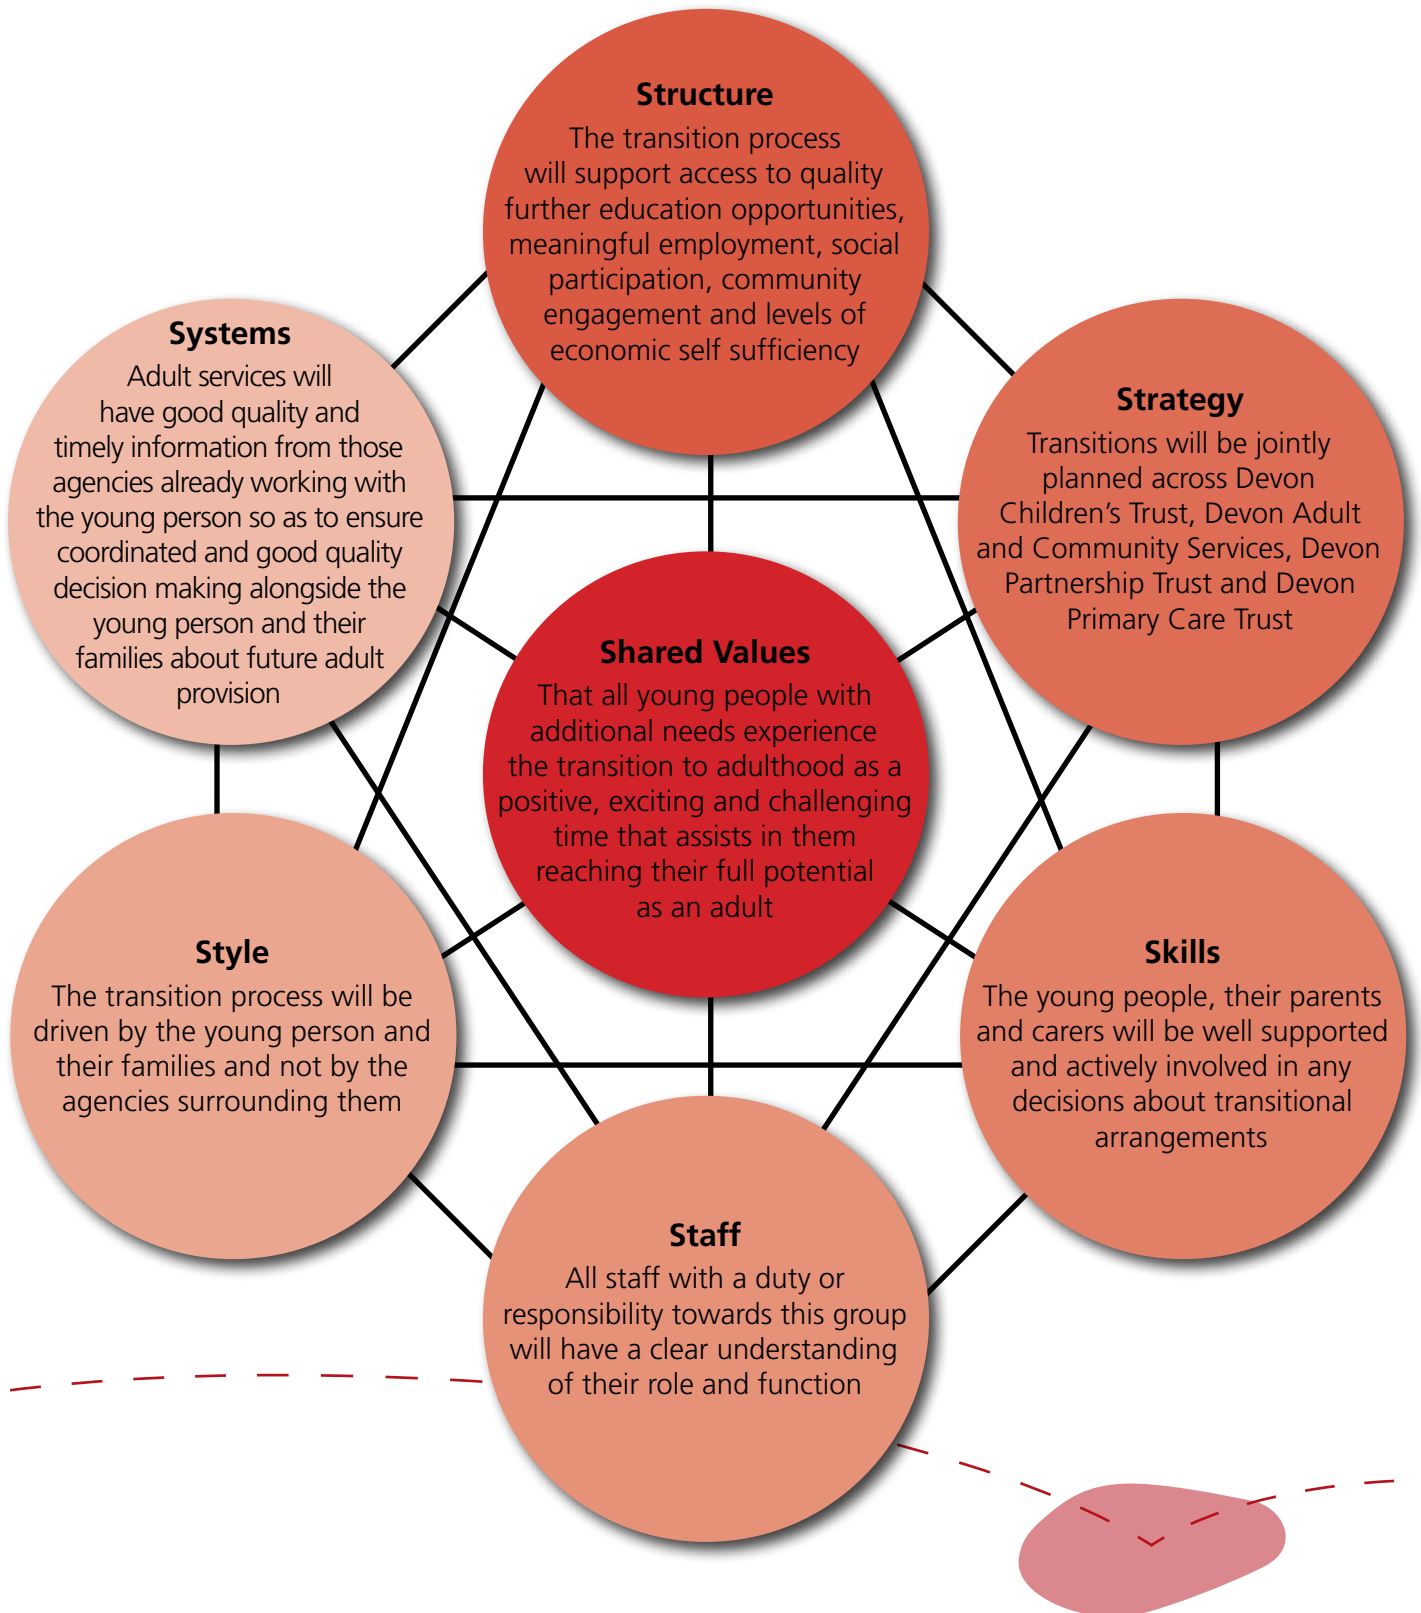 Structure
The transition process
will support access to quality
further education opportunities,
meaningful employment, social
participation, community
engagement and levels of
economic self sufficiency
Systems
Adult services will
have good quality and
timely information from those
agencies already working with
the young person so as to ensure
coordinated and good quality
decision making alongside the
young person and their
families about future adult
provision
Strategy
Transitions will be jointly
planned across Devon
Children’s Trust, Devon Adult
and Community Services, Devon
Partnership Trust and Devon
Primary Care Trust
Shared Values
That all young people with
additional needs experience
the transition to adulthood as a
positive, exciting and challenging
time that assists in them
reaching their full potential
as an adult
Style
The transition process will be
driven by the young person and
their families and not by the
agencies surrounding them
Skills
The young people, their parents
and carers will be well supported
and actively involved in any
decisions about transitional
arrangements
Staff
All staff with a duty or
responsibility towards this group
will have a clear understanding
of their role and function